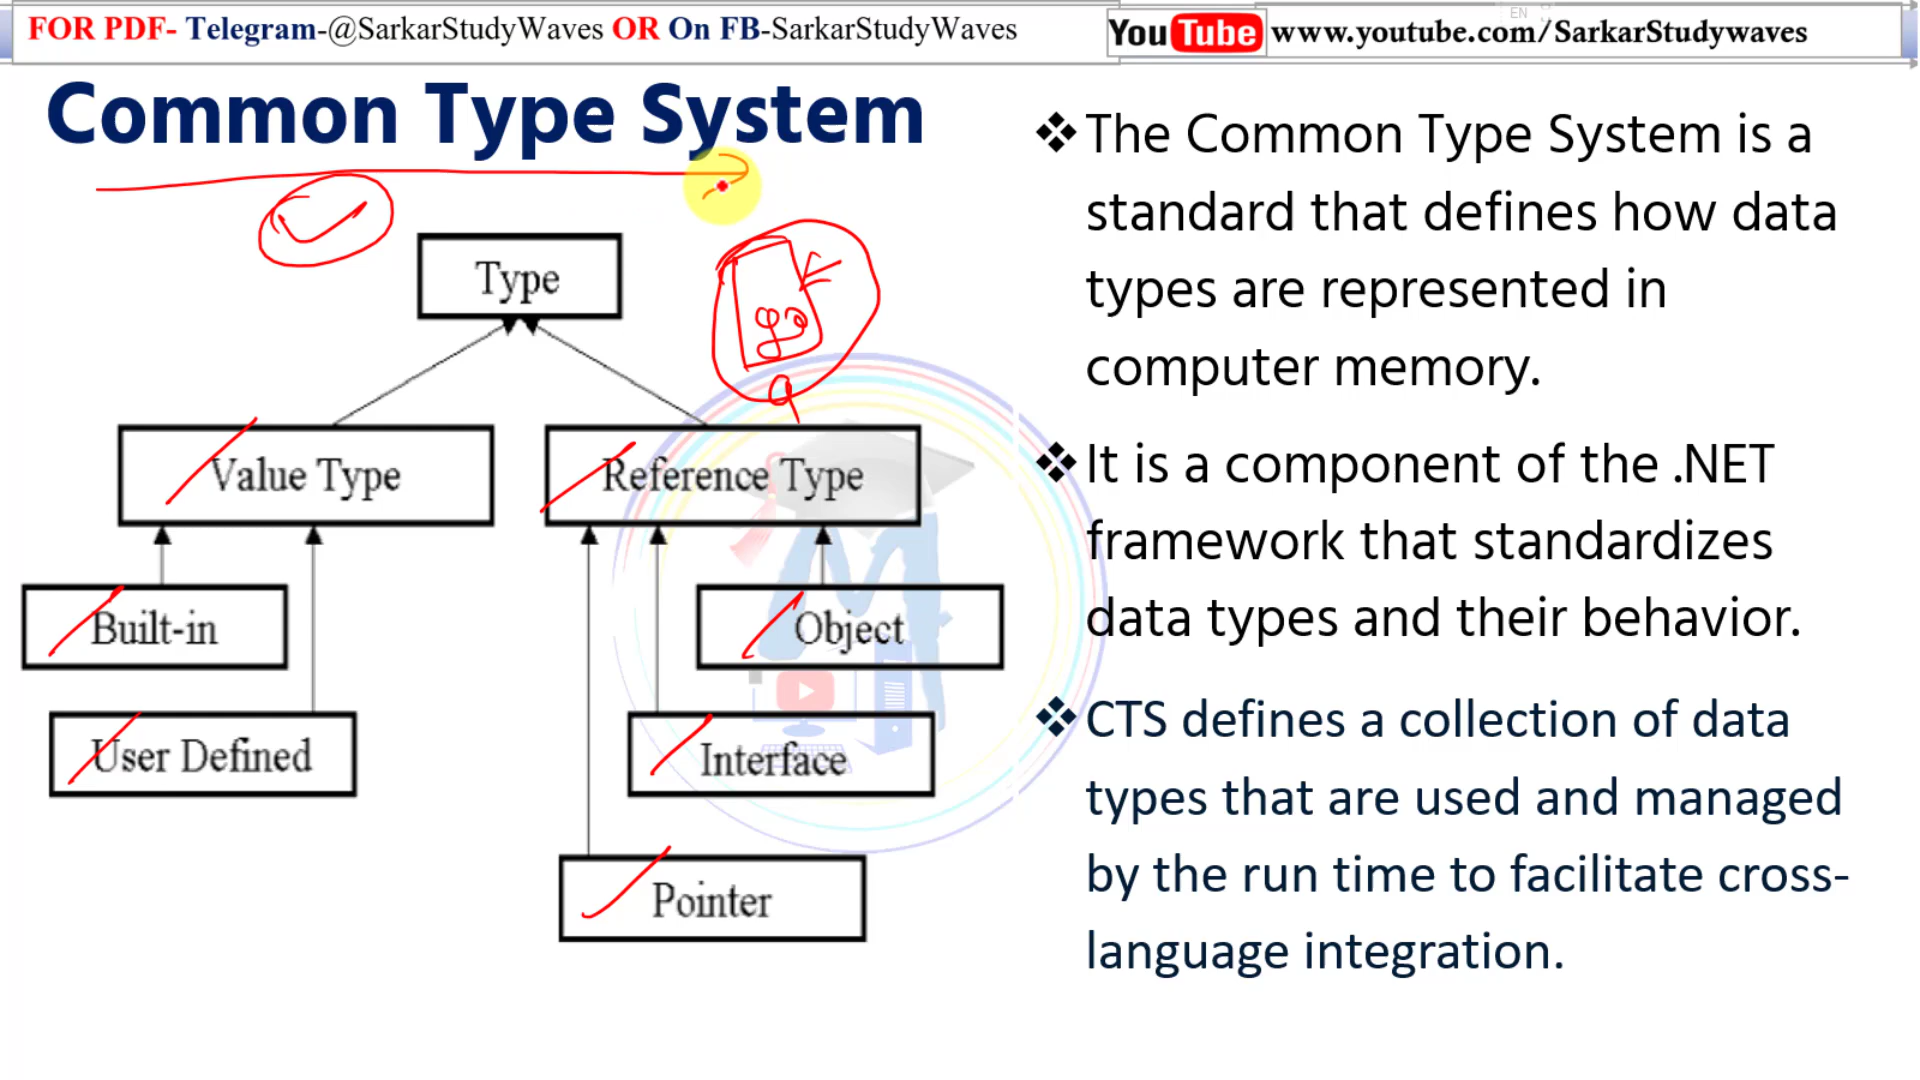 FOR PDF- Telegram-@SarkarStudyWaves OR On FB-SarkarStudyWaves
YouTube www.youtube.com/SarkarStudywaves
EN
Common Type System
Type
Value Type
Reference Type
Built-in
Object
User Defined
Interface
Pointer
❖The Common Type System is a
standard that defines how data
types are represented in
computer memory.
❖It is a component of the .NET
framework that standardizes
data types and their behavior.
❖CTS defines a collection of data
types that are used and managed
by the run time to facilitate cross-
language integration.